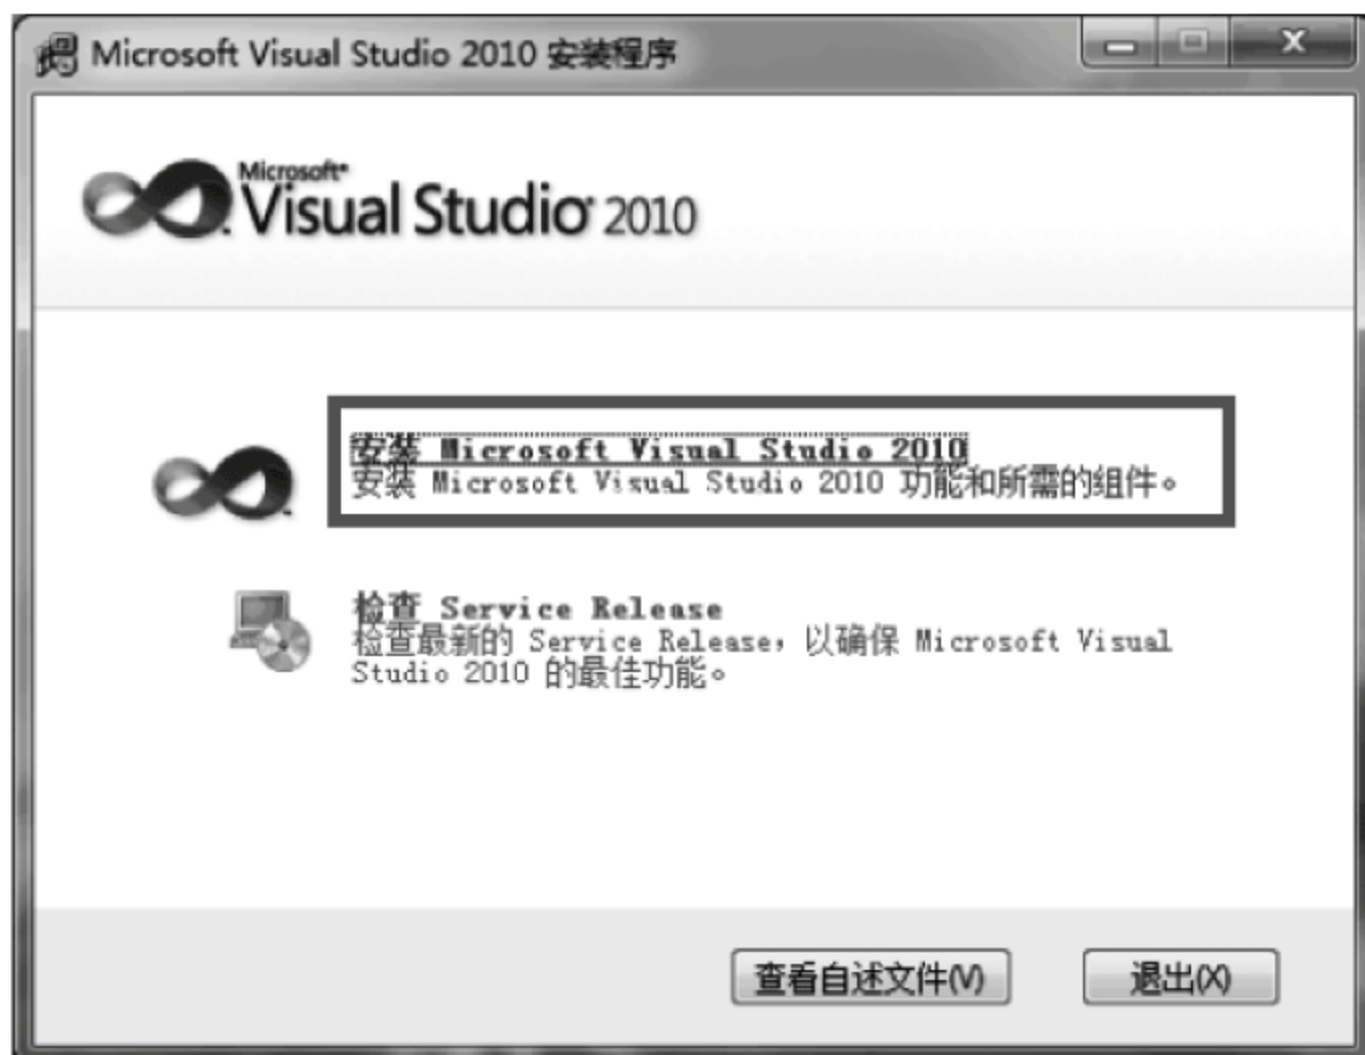 Microsoft Visual Studio 2010 安装程序
Microsoft
Visual Studio 2010
安装 Microsoft Visual Studio 2010
安装 Microsoft Visual Studio 2010 功能和所需的组件。
检查 Service Release
检查最新的 Service Release，以确保 Microsoft Visual
Studio 2010 的最佳功能。
查看自述文件(V) 退出(X)